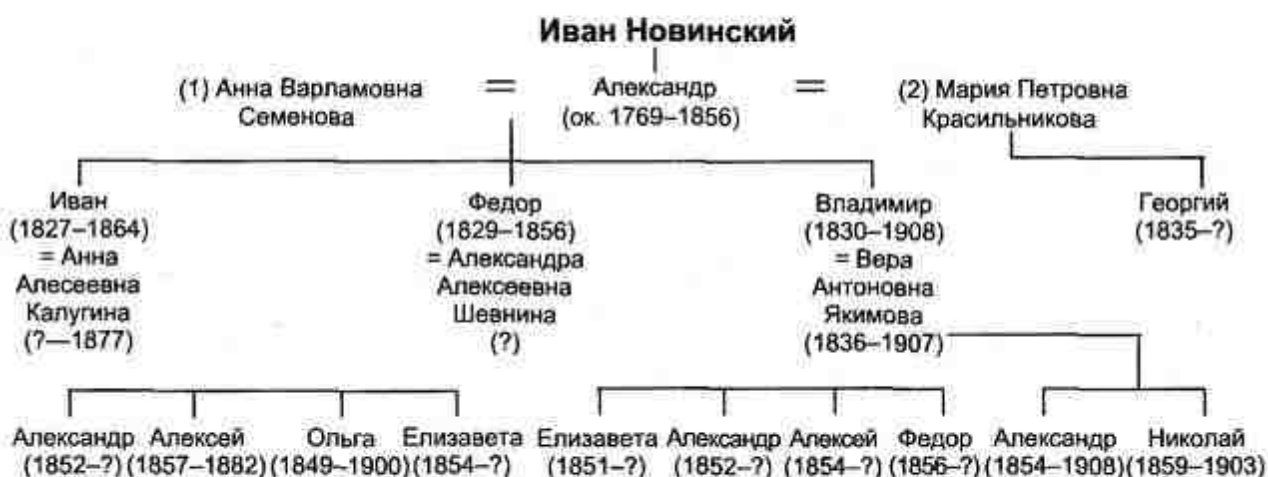 Иван Новинский
(1) Анна Варламовна
Семенова
=
Александр
(ок. 1769–1856)
=
(2) Мария Петровна
Красильникова
Иван
(1827–1864)
= Анна
Алесеевна
Калугина
(?—1877)
Федор
(1829–1856)
= Александра
Алексеевна
Шевнина
(?)
Владимир
(1830–1908)
= Вера
Антоновна
Якимова
(1836–1907)
Георгий
(1835–?)
Александр
(1852–?)
Алексей
(1857–1882)
Ольга
(1849–1900)
Елизавета
(1854–?)
Елизавета
(1851–?)
Александр
(1852–?)
Алексей
(1854–?)
Федор
(1856–?)
Александр
(1854–1908)
Николай
(1859–1903)